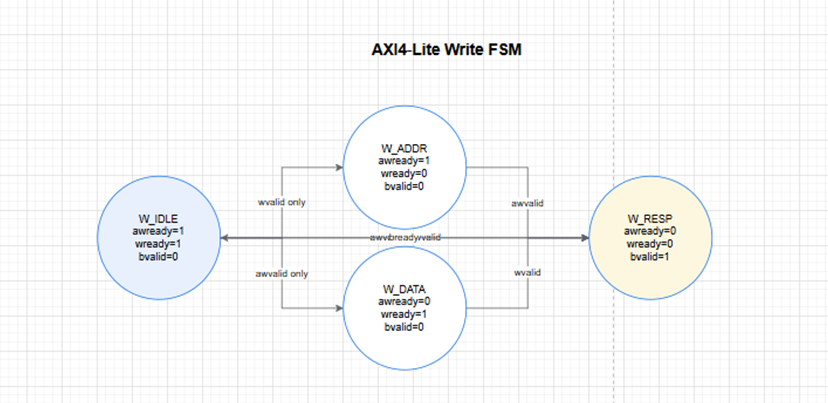 AXI4-Lite Write FSM
W_ADDR
awready=1
wready=0
bvalid=0
wvalid only
awvalid
W_IDLE
awready=1
wready=1
bvalid=0
W_RESP
awready=0
wready=0
bvalid=1
awvalid only
wvalid
W_DATA
awready=0
wready=1
bvalid=0